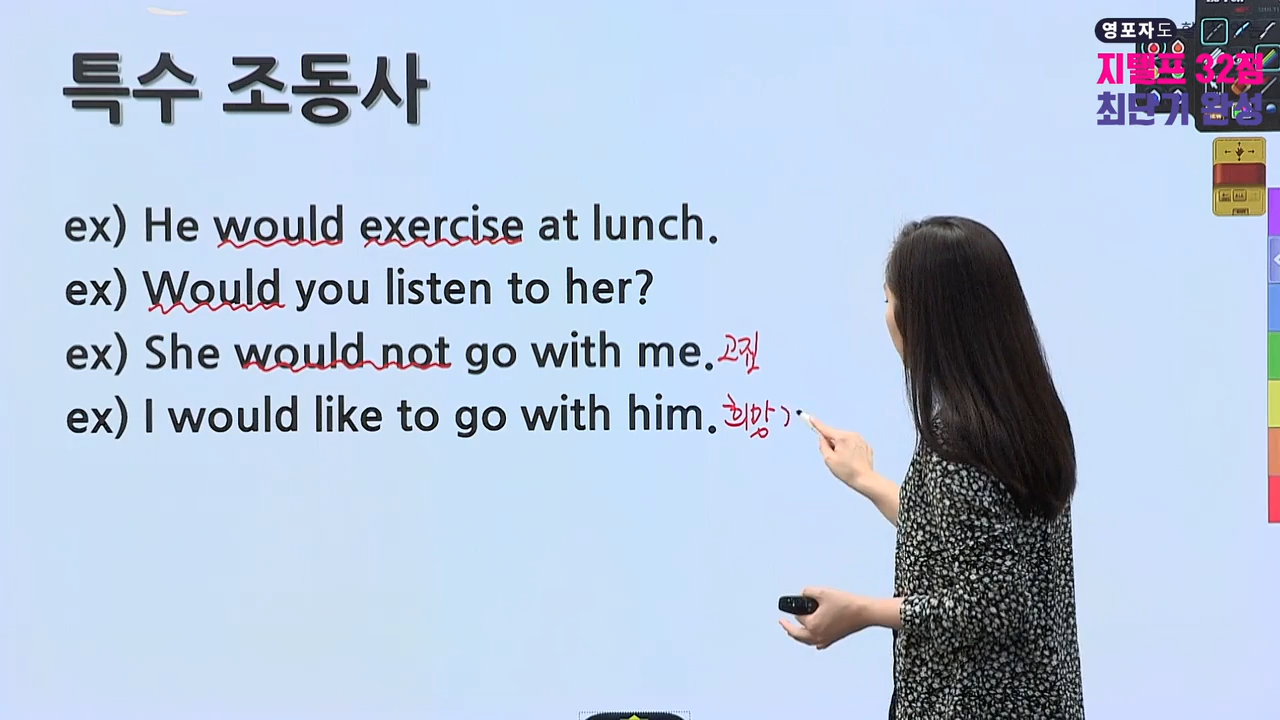 특수 조동사
영포자도
지텔프 32점
최단기 완성
ex) He would exercise at lunch.
ex) Would you listen to her?
ex) She would not go with me. 고집
ex) I would like to go with him. 희망